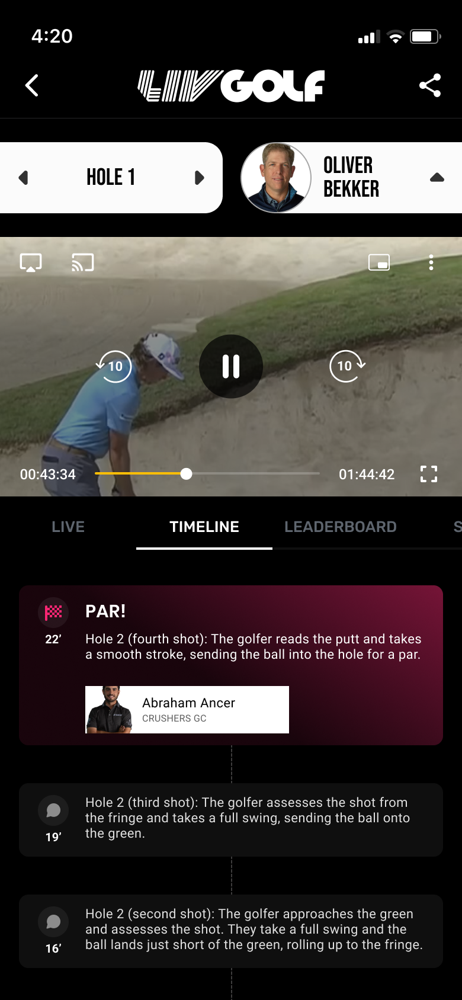 4:20
LIV GOLF
HOLE 1
OLIVER
BEKKER
10
10
00:43:34
01:44:42
LIVE
TIMELINE
LEADERBOARD
S
PAR!
22’
Hole 2 (fourth shot): The golfer reads the putt and takes
a smooth stroke, sending the ball into the hole for a par.
Abraham Ancer
CRUSHERS GC
Hole 2 (third shot): The golfer assesses the shot from
the fringe and takes a full swing, sending the ball onto
the green.
19’
Hole 2 (second shot): The golfer approaches the green
and assesses the shot. They take a full swing and the
ball lands just short of the green, rolling up to the fringe.
16’